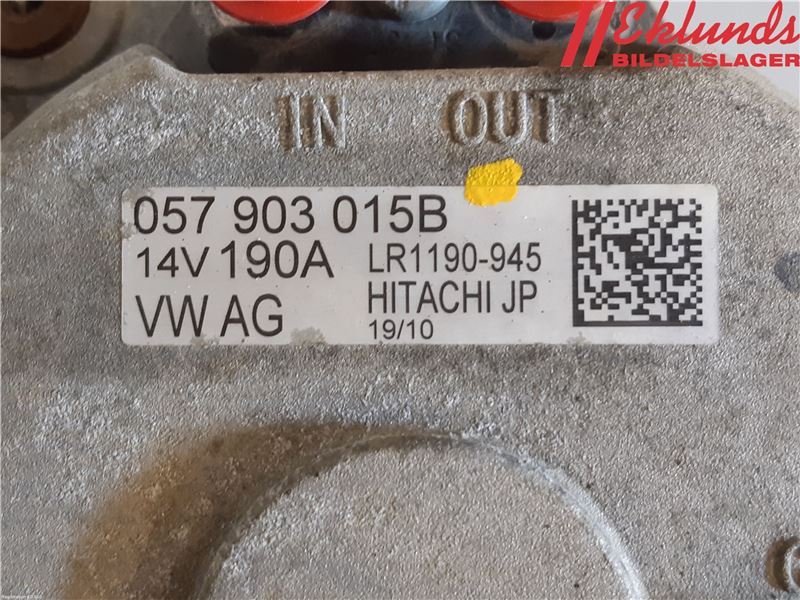 Eklunds
BILDELSLAGER
IN OUT
057 903 015B
14V 190A LR1190-945
VW AG HITACHI JP
19/10